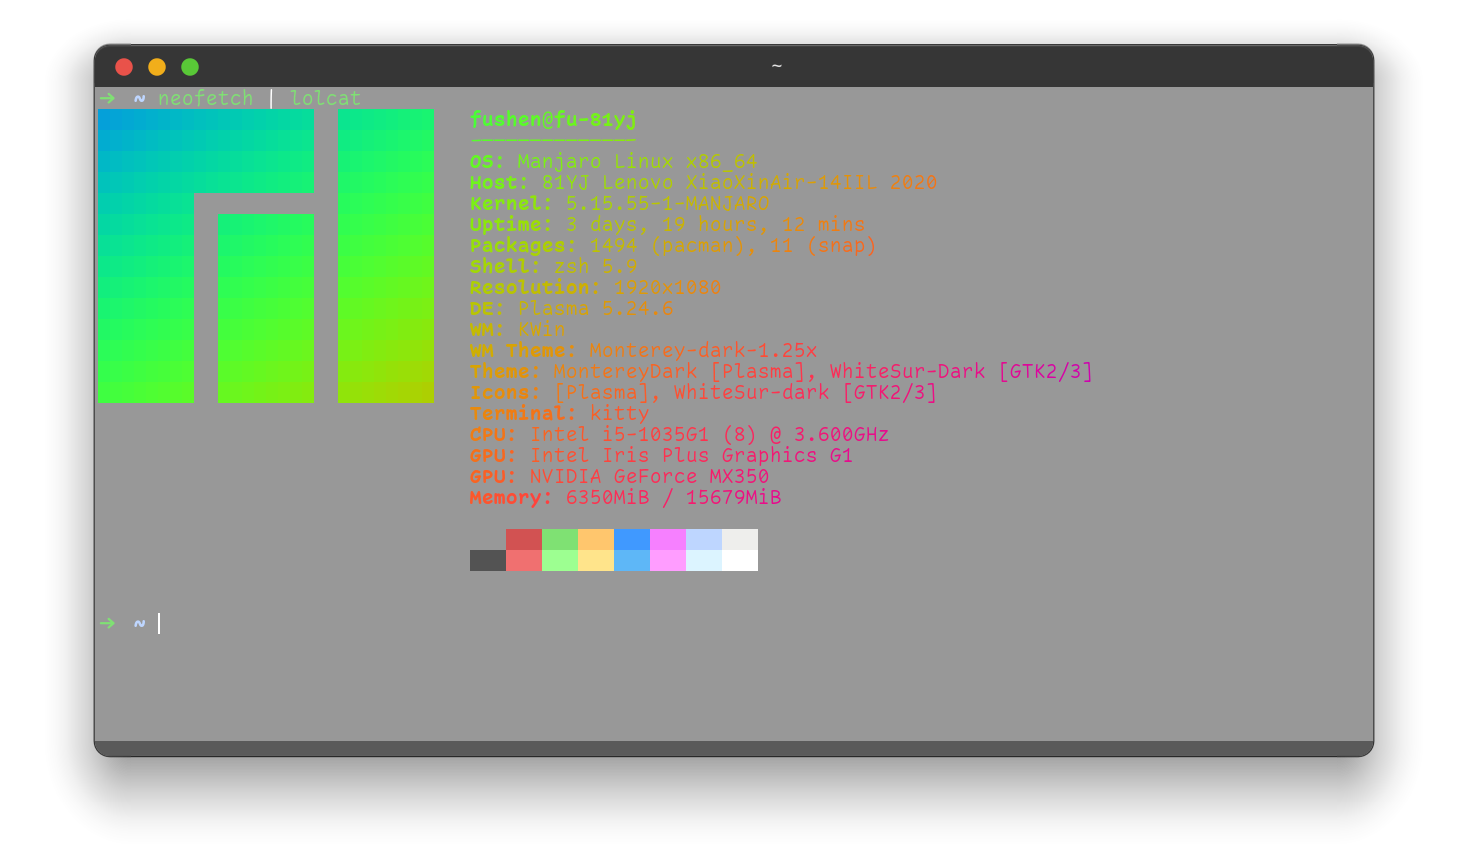 ~
→ ~ neofetch | lolcat
fushen@fu-81yj
--------------
OS: Manjaro Linux x86_64
Host: 81YJ Lenovo XiaoXinAir-14IIL 2020
Kernel: 5.15.55-1-MANJARO
Uptime: 3 days, 19 hours, 12 mins
Packages: 1494 (pacman), 11 (snap)
Shell: zsh 5.9
Resolution: 1920x1080
DE: Plasma 5.24.6
WM: KWin
WM Theme: Monterey-dark-1.25x
Theme: MontereyDark [Plasma], WhiteSur-Dark [GTK2/3]
Icons: [Plasma], WhiteSur-dark [GTK2/3]
Terminal: kitty
CPU: Intel i5-1035G1 (8) @ 3.600GHz
GPU: Intel Iris Plus Graphics G1
GPU: NVIDIA GeForce MX350
Memory: 6350MiB / 15679MiB
→ ~